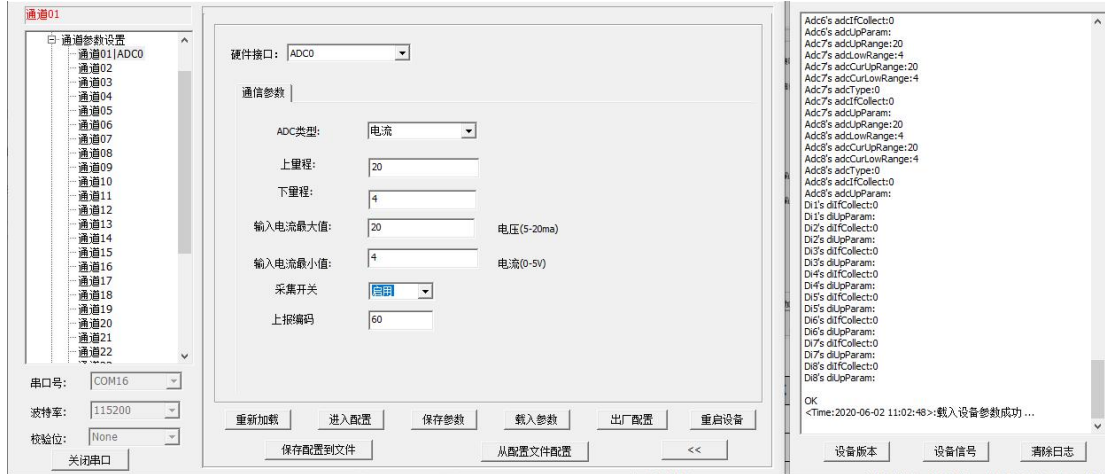 通道01
通道参数设置
通道01|ADC0
通道02
通道03
通道04
通道05
通道06
通道07
通道08
通道09
通道10
通道11
通道12
通道13
通道14
通道15
通道16
通道17
通道18
通道19
通道20
通道21
通道22
串口号: COM16
波特率: 115200
校验位: None
关闭串口
硬件接口: ADC0
通信参数
ADC类型: 电流
上量程: 20
下量程: 4
输入电流最大值: 20 电压(5-20ma)
输入电流最小值: 4 电流(0-5V)
采集开关 启用
上报编码 60
重新加载 进入配置 保存参数 载入参数 出厂配置 重启设备
保存配置到文件 从配置文件配置 <<
Adc6's adcIfCollect:0
Adc6's adcUpParam:
Adc7's adcUpRange:20
Adc7's adcLowRange:4
Adc7's adcCurUpRange:20
Adc7's adcCurLowRange:4
Adc7's adcType:0
Adc7's adcIfCollect:0
Adc7's adcUpParam:
Adc8's adcUpRange:20
Adc8's adcLowRange:4
Adc8's adcCurUpRange:20
Adc8's adcCurLowRange:4
Adc8's adcType:0
Adc8's adcIfCollect:0
Adc8's adcUpParam:
Di1's diIfCollect:0
Di1's diUpParam:
Di2's diIfCollect:0
Di2's diUpParam:
Di3's diIfCollect:0
Di3's diUpParam:
Di4's diIfCollect:0
Di4's diUpParam:
Di5's diIfCollect:0
Di5's diUpParam:
Di6's diIfCollect:0
Di6's diUpParam:
Di7's diIfCollect:0
Di7's diUpParam:
Di8's diIfCollect:0
Di8's diUpParam:
OK
<Time:2020-06-02 11:02:48>:载入设备参数成功 ...
设备版本 设备信号 清除日志